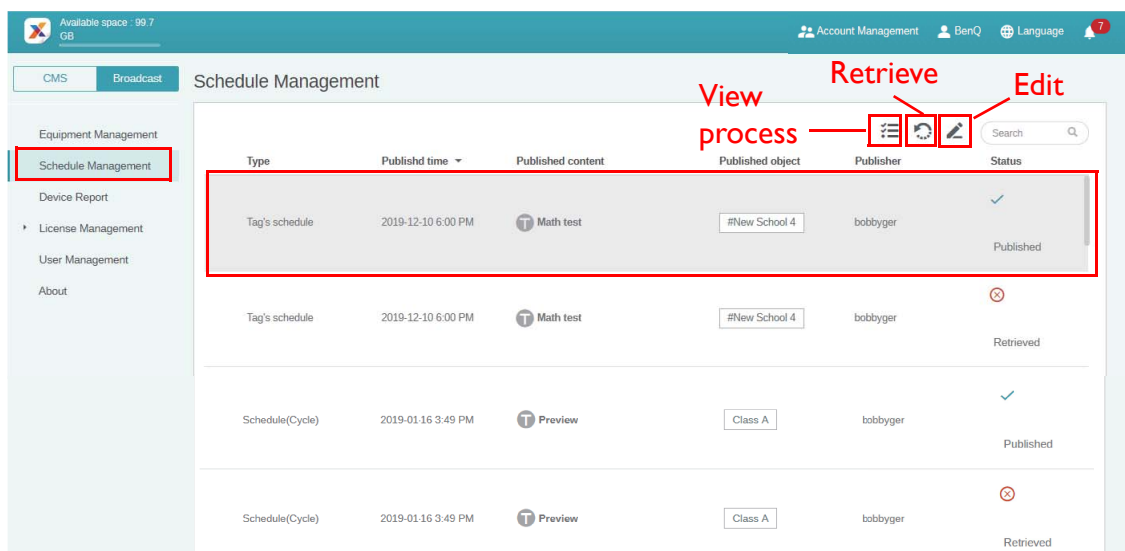 Available space : 99.7
GB
Account Management
BenQ
Language
7
CMS
Broadcast
Schedule Management
View
process
Retrieve
Edit
Search
Equipment Management
Schedule Management
Device Report
License Management
User Management
About
Type
Publishd time
Published content
Published object
Publisher
Status
Tag's schedule
2019-12-10 6:00 PM
T
Math test
#New School 4
bobbyger
Published
Tag's schedule
2019-12-10 6:00 PM
T
Math test
#New School 4
bobbyger
Retrieved
Schedule(Cycle)
2019-01-16 3:49 PM
T
Preview
Class A
bobbyger
Published
Schedule(Cycle)
2019-01-16 3:49 PM
T
Preview
Class A
bobbyger
Retrieved